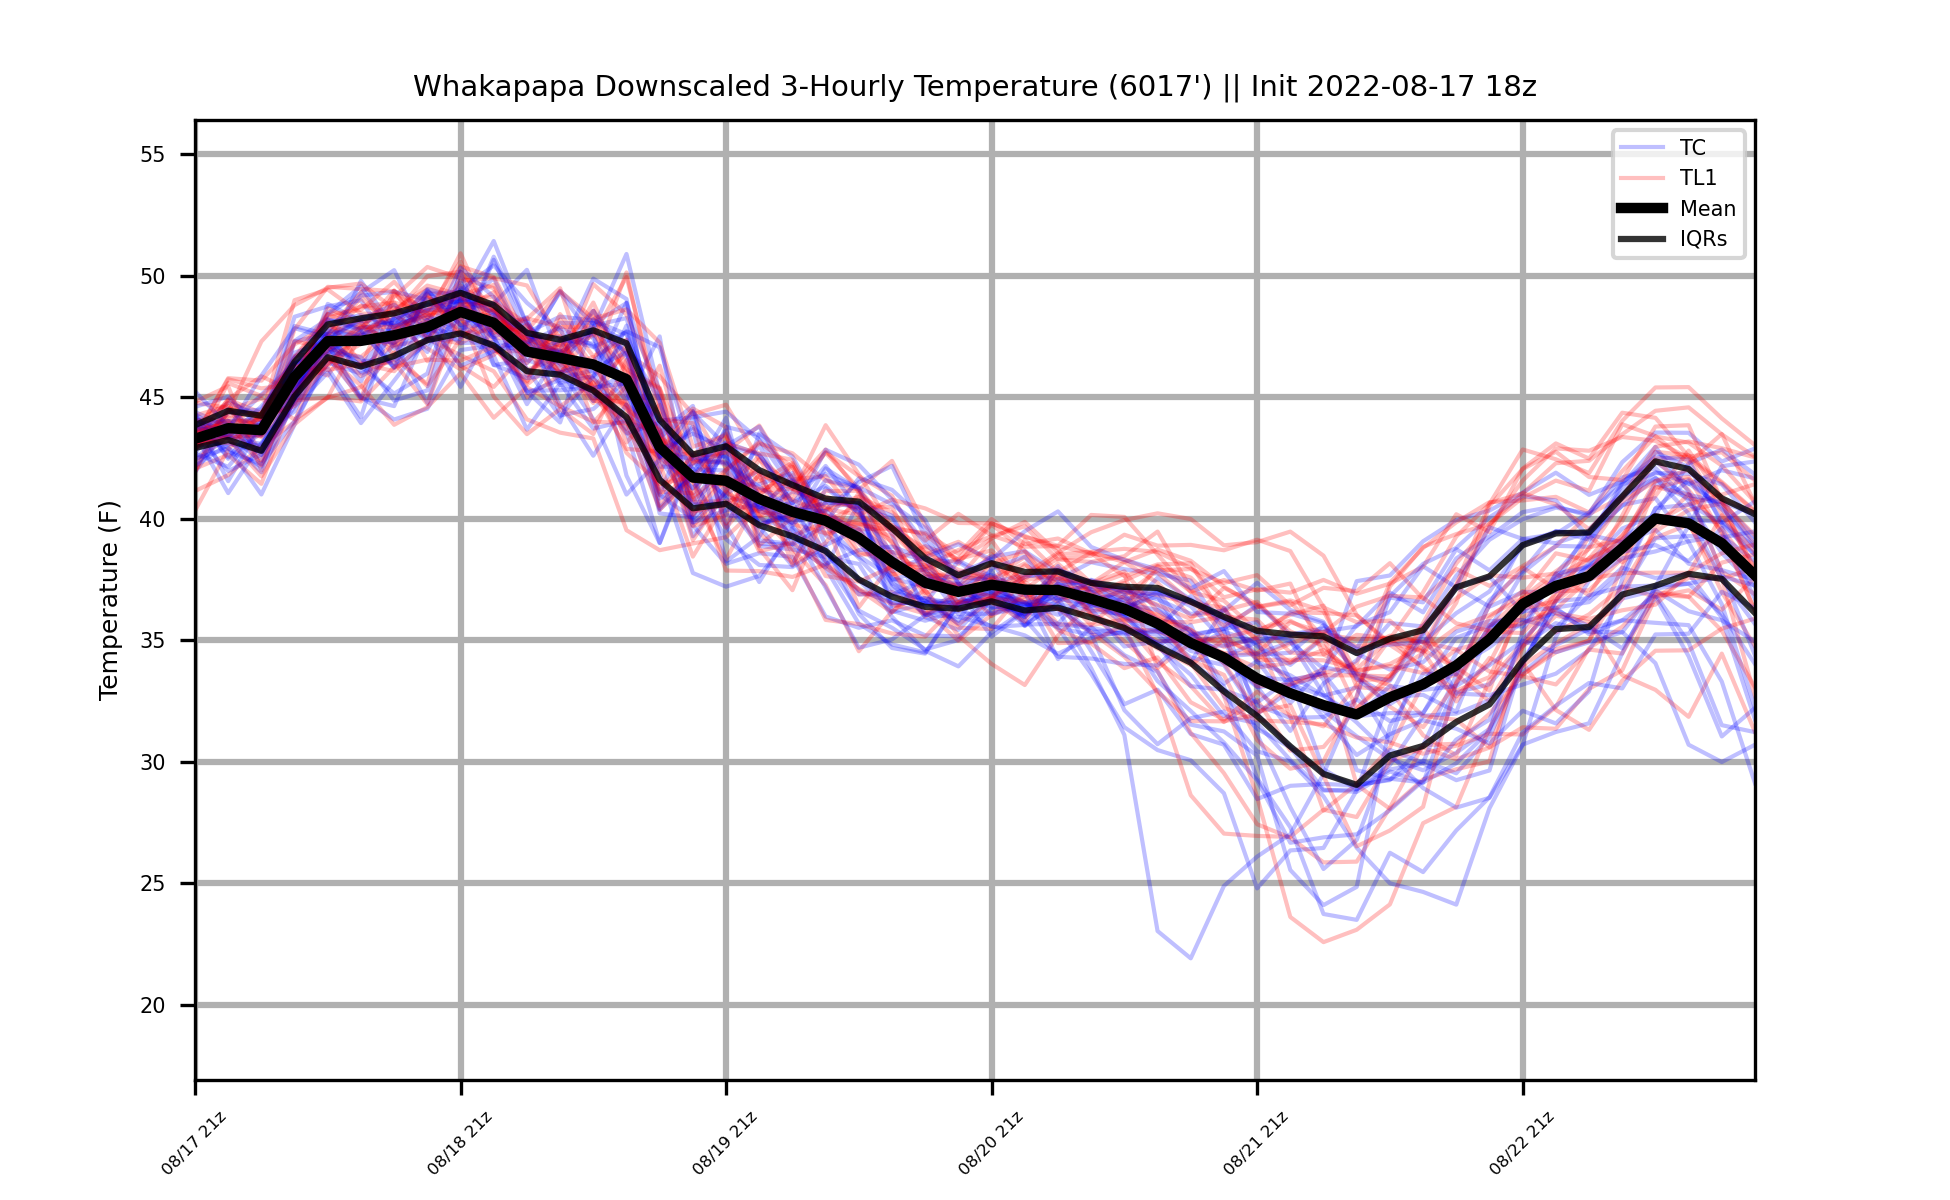 Whakapapa Downscaled 3-Hourly Temperature (6017') || Init 2022-08-17 18z
TC
TL1
Mean
IQRs
Temperature (F)
55
50
45
40
35
30
25
20
08/17 21z
08/18 21z
08/19 21z
08/20 21z
08/21 21z
08/22 21z